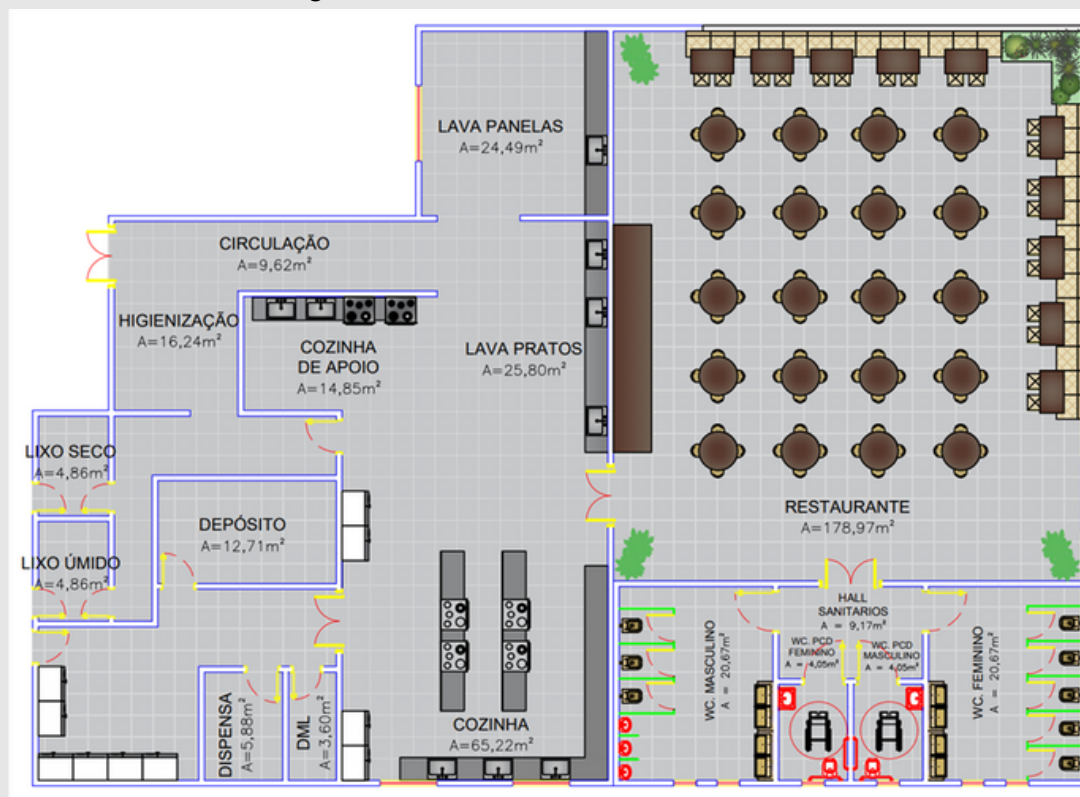 LAVA PANELAS
A=24,49m²
CIRCULAÇÃO
A=9,62m²
HIGIENIZAÇÃO
A=16,24m²
COZINHA
DE APOIO
A=14,85m²
LAVA PRATOS
A=25,80m²
LIXO SECO
A=4,86m²
DEPÓSITO
A=12,71m²
LIXO ÚMIDO
A=4,86m²
RESTAURANTE
A=178,97m²
HALL
SANITARIOS
A = 9,17m²
WC. PCD
FEMININO
A = 4,05m²
WC. PCD
MASCULINO
A = 4,05m²
WC. MASCULINO
A = 20,67m²
WC. FEMININO
A = 20,67m²
DISPENSA
A=5,88m²
DML
A=3,60m²
COZINHA
A=65,22m²